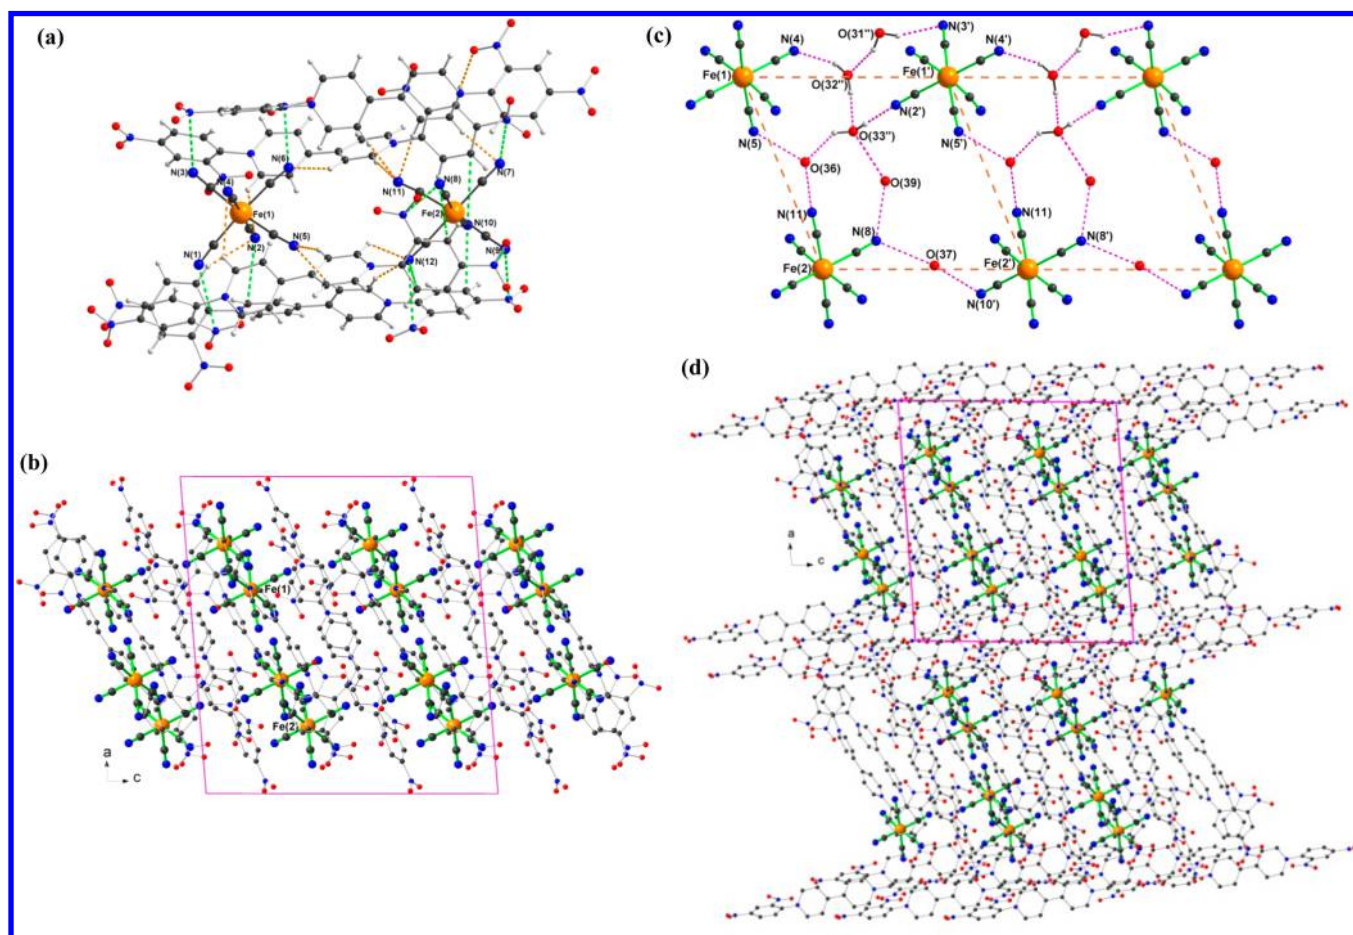 (a)
N(3)
N(4)
N(6)
Fe(1)
N(1)
N(2)
N(5)
N(11)
N(8)
N(7)
Fe(2)
N(10)
N(9)
N(12)
(c)
N(4)
O(31'')
N(3')
N(4')
Fe(1)
O(32'')
Fe(1')
N(2')
N(5)
O(33'')
N(5')
O(36)
O(39)
N(11)
N(11)
N(8)
N(8')
Fe(2)
O(37)
Fe(2')
N(10')
(b)
Fe(1)
Fe(2)
a
c
(d)
a
c
a
c